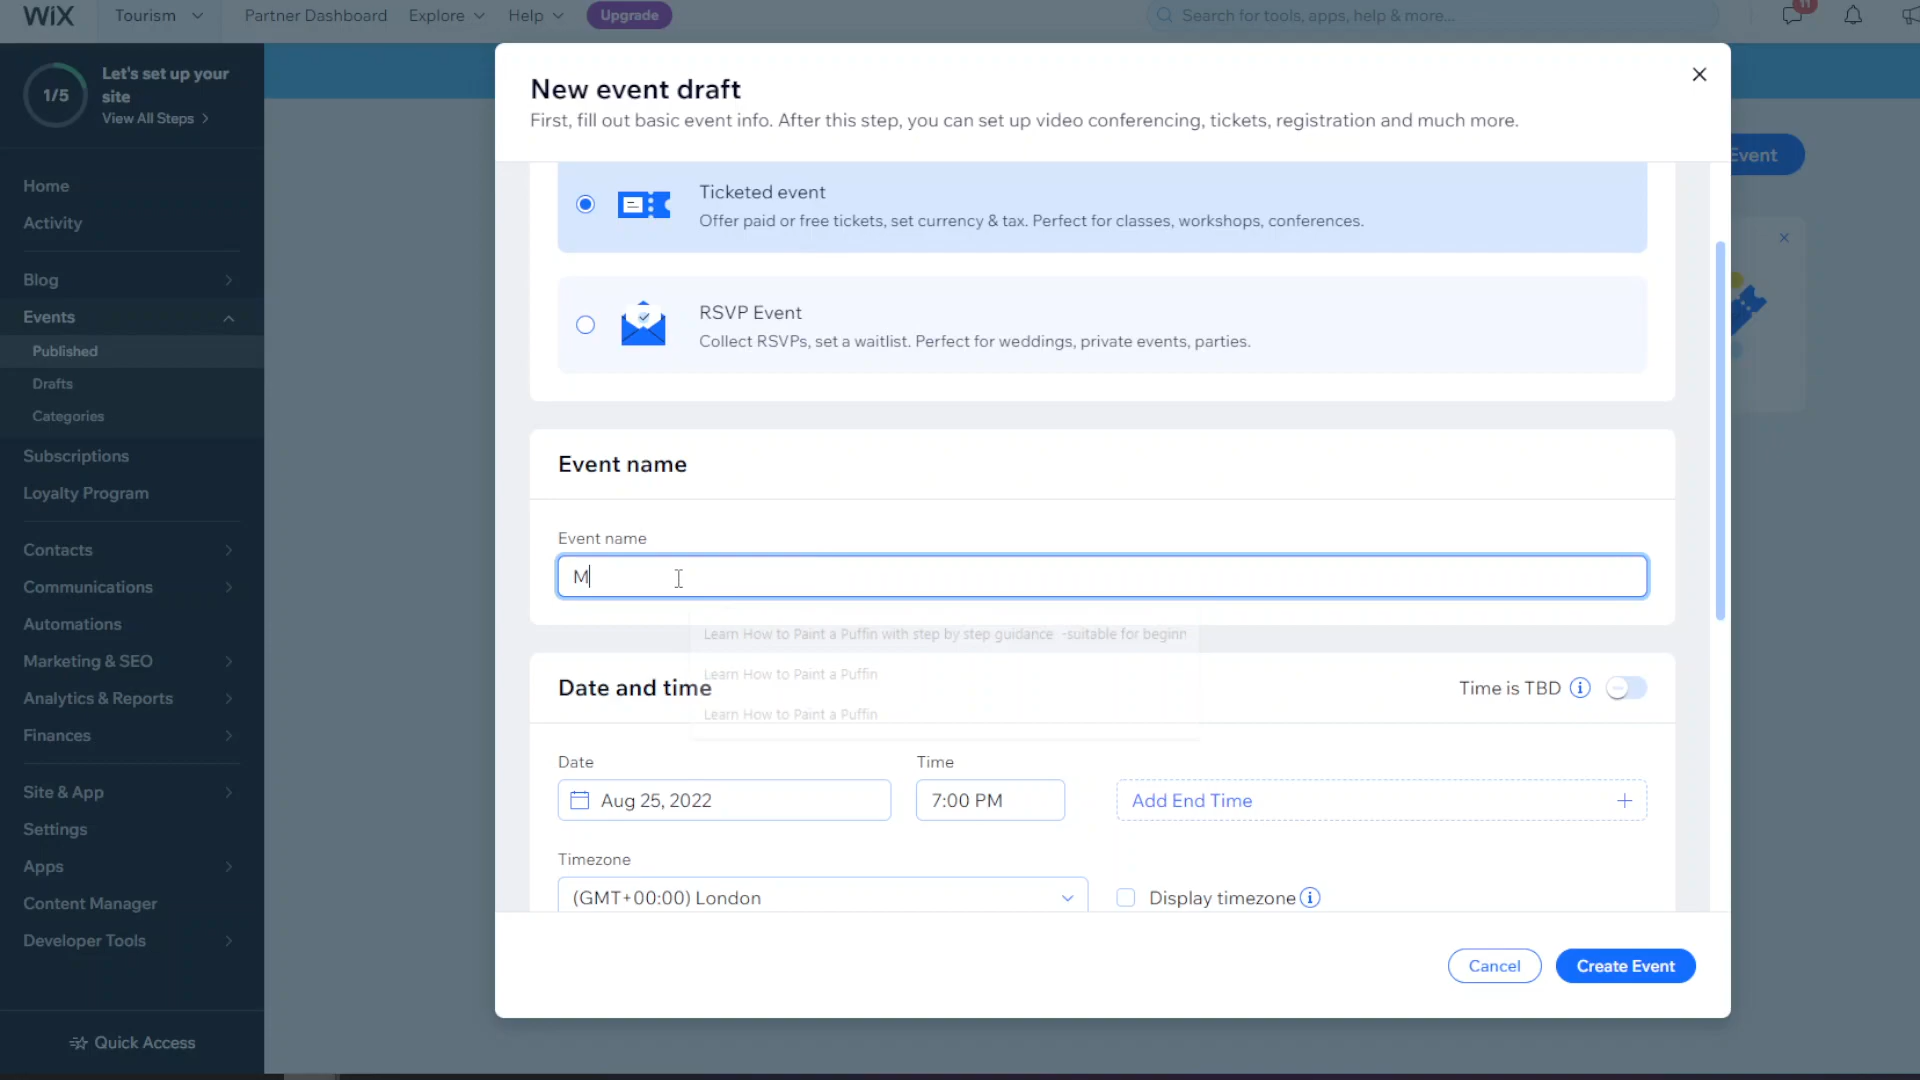 WiX
Tourism
Partner Dashboard
Explore
Help
Upgrade
Search for tools, apps, help & more...
11
1/5
Let's set up your
site
View All Steps
Home
Activity
Blog
Events
Published
Drafts
Categories
Subscriptions
Loyalty Program
Contacts
Communications
Automations
Marketing & SEO
Analytics & Reports
Finances
Site & App
Settings
Apps
Content Manager
Developer Tools
Quick Access
Event
New event draft
First, fill out basic event info. After this step, you can set up video conferencing, tickets, registration and much more.
Ticketed event
Offer paid or free tickets, set currency & tax. Perfect for classes, workshops, conferences.
RSVP Event
Collect RSVPs, set a waitlist. Perfect for weddings, private events, parties.
Event name
Event name
M
Learn How to Paint a Puffin with step by step guidance -suitable for beginn
Learn How to Paint a Puffin
Date and time
Time is TBD
Learn How to Paint a Puffin
Date
Time
Aug 25, 2022
7:00 PM
Add End Time
Timezone
(GMT+00:00) London
Display timezone
Cancel
Create Event